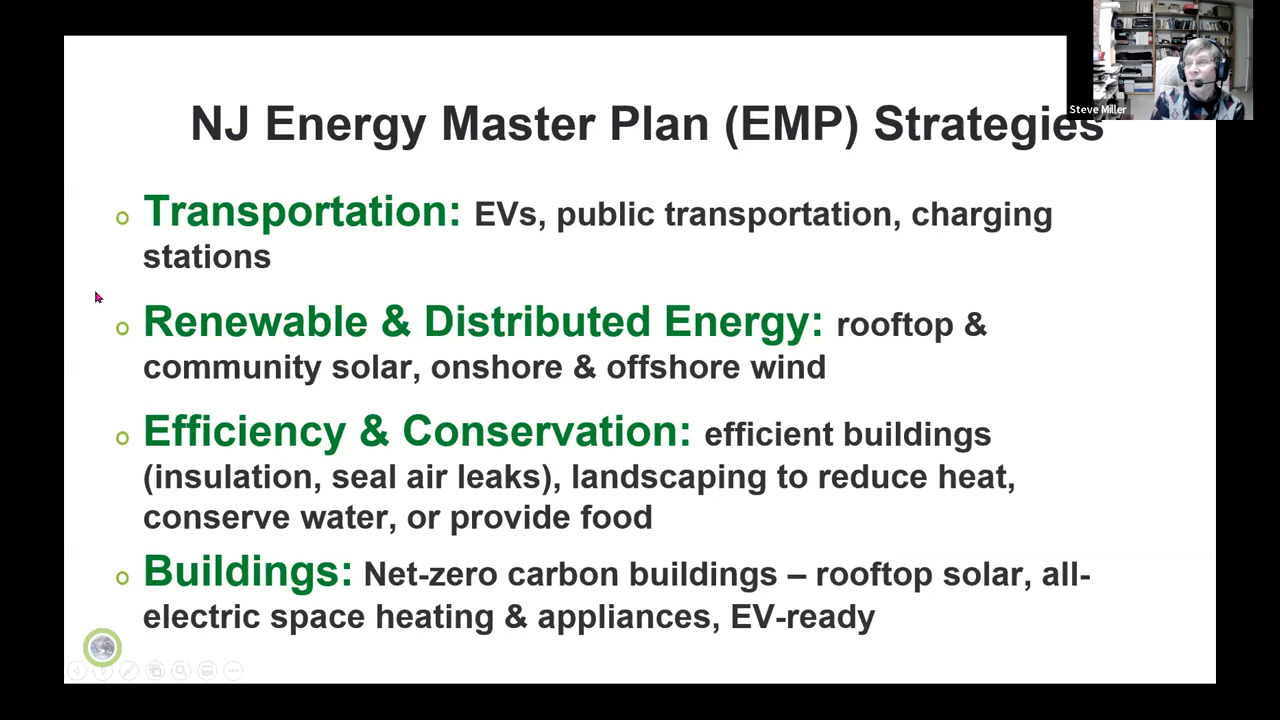 NJ Energy Master Plan (EMP) Strategies
Steve Miller
o Transportation: EVs, public transportation, charging
stations
o Renewable & Distributed Energy: rooftop &
community solar, onshore & offshore wind
o Efficiency & Conservation: efficient buildings
(insulation, seal air leaks), landscaping to reduce heat,
conserve water, or provide food
o Buildings: Net-zero carbon buildings – rooftop solar, all-
electric space heating & appliances, EV-ready